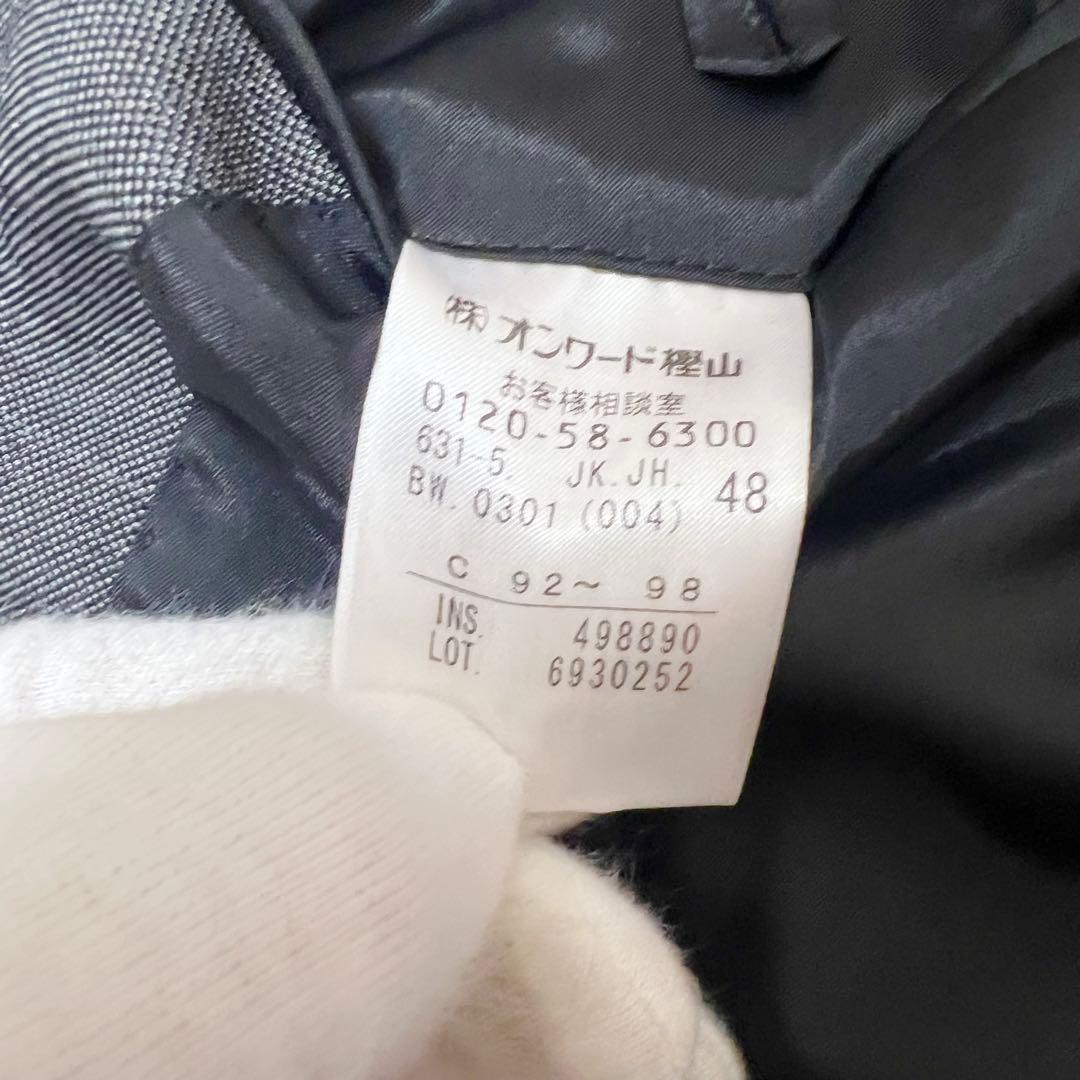 ㈱オンワード樫山
お客様相談室
0120-58-6300
631-5. JK.JH. 48
BW. 0301 (004)
C 92～ 98
INS. 498890
LOT. 6930252